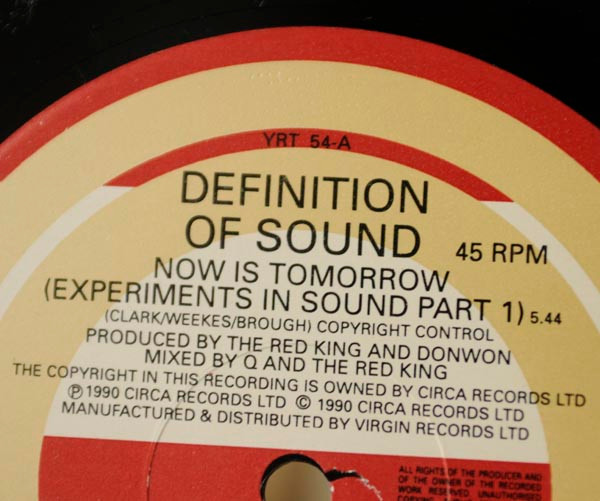 YRT 54-A
DEFINITION
OF SOUND
45 RPM
NOW IS TOMORROW
(EXPERIMENTS IN SOUND PART 1) 5.44
(CLARK/WEEKES/BROUGH) COPYRIGHT CONTROL
PRODUCED BY THE RED KING AND DONWON
MIXED BY Q AND THE RED KING
THE COPYRIGHT IN THIS RECORDING IS OWNED BY CIRCA RECORDS LTD
℗ 1990 CIRCA RECORDS LTD © 1990 CIRCA RECORDS LTD
MANUFACTURED & DISTRIBUTED BY VIRGIN RECORDS LTD
ALL RIGHTS OF THE PRODUCER AND
OF THE OWNER OF THE RECORDED
WORK RESERVED. UNAUTHORISED